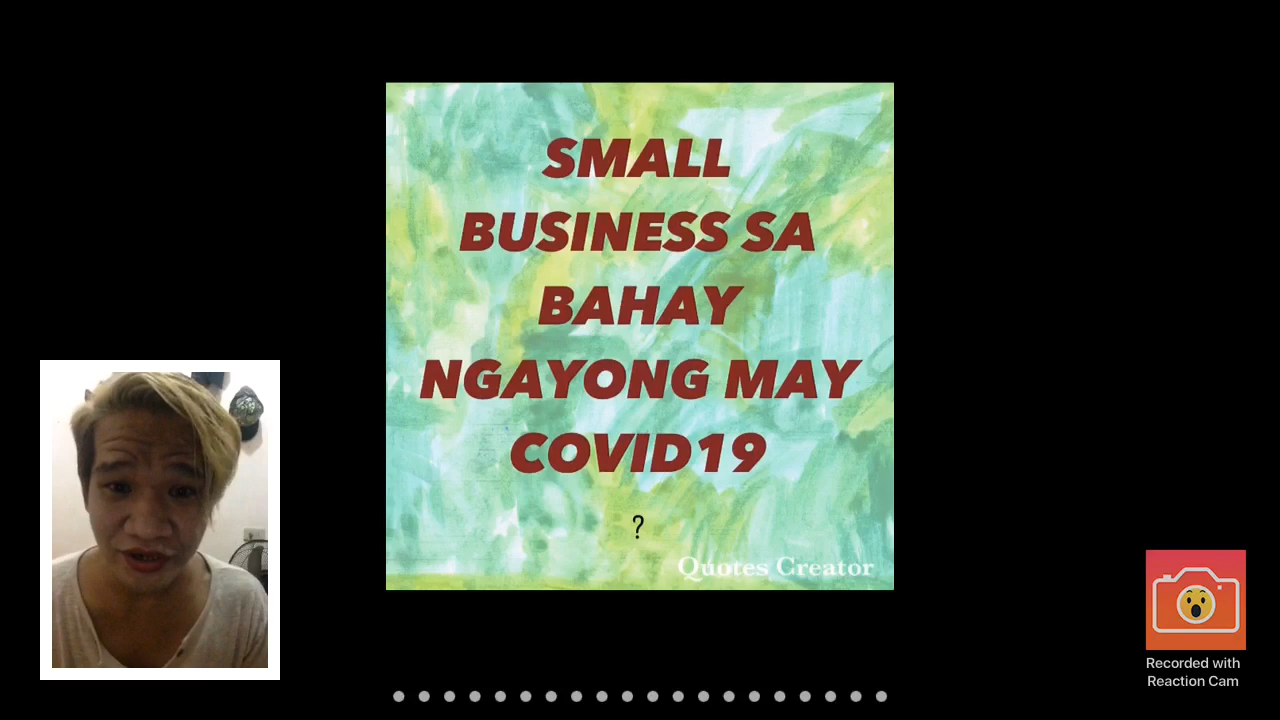 SMALL
BUSINESS SA
BAHAY
NGAYONG MAY
COVID19
?
Quotes Creator
Recorded with
Reaction Cam